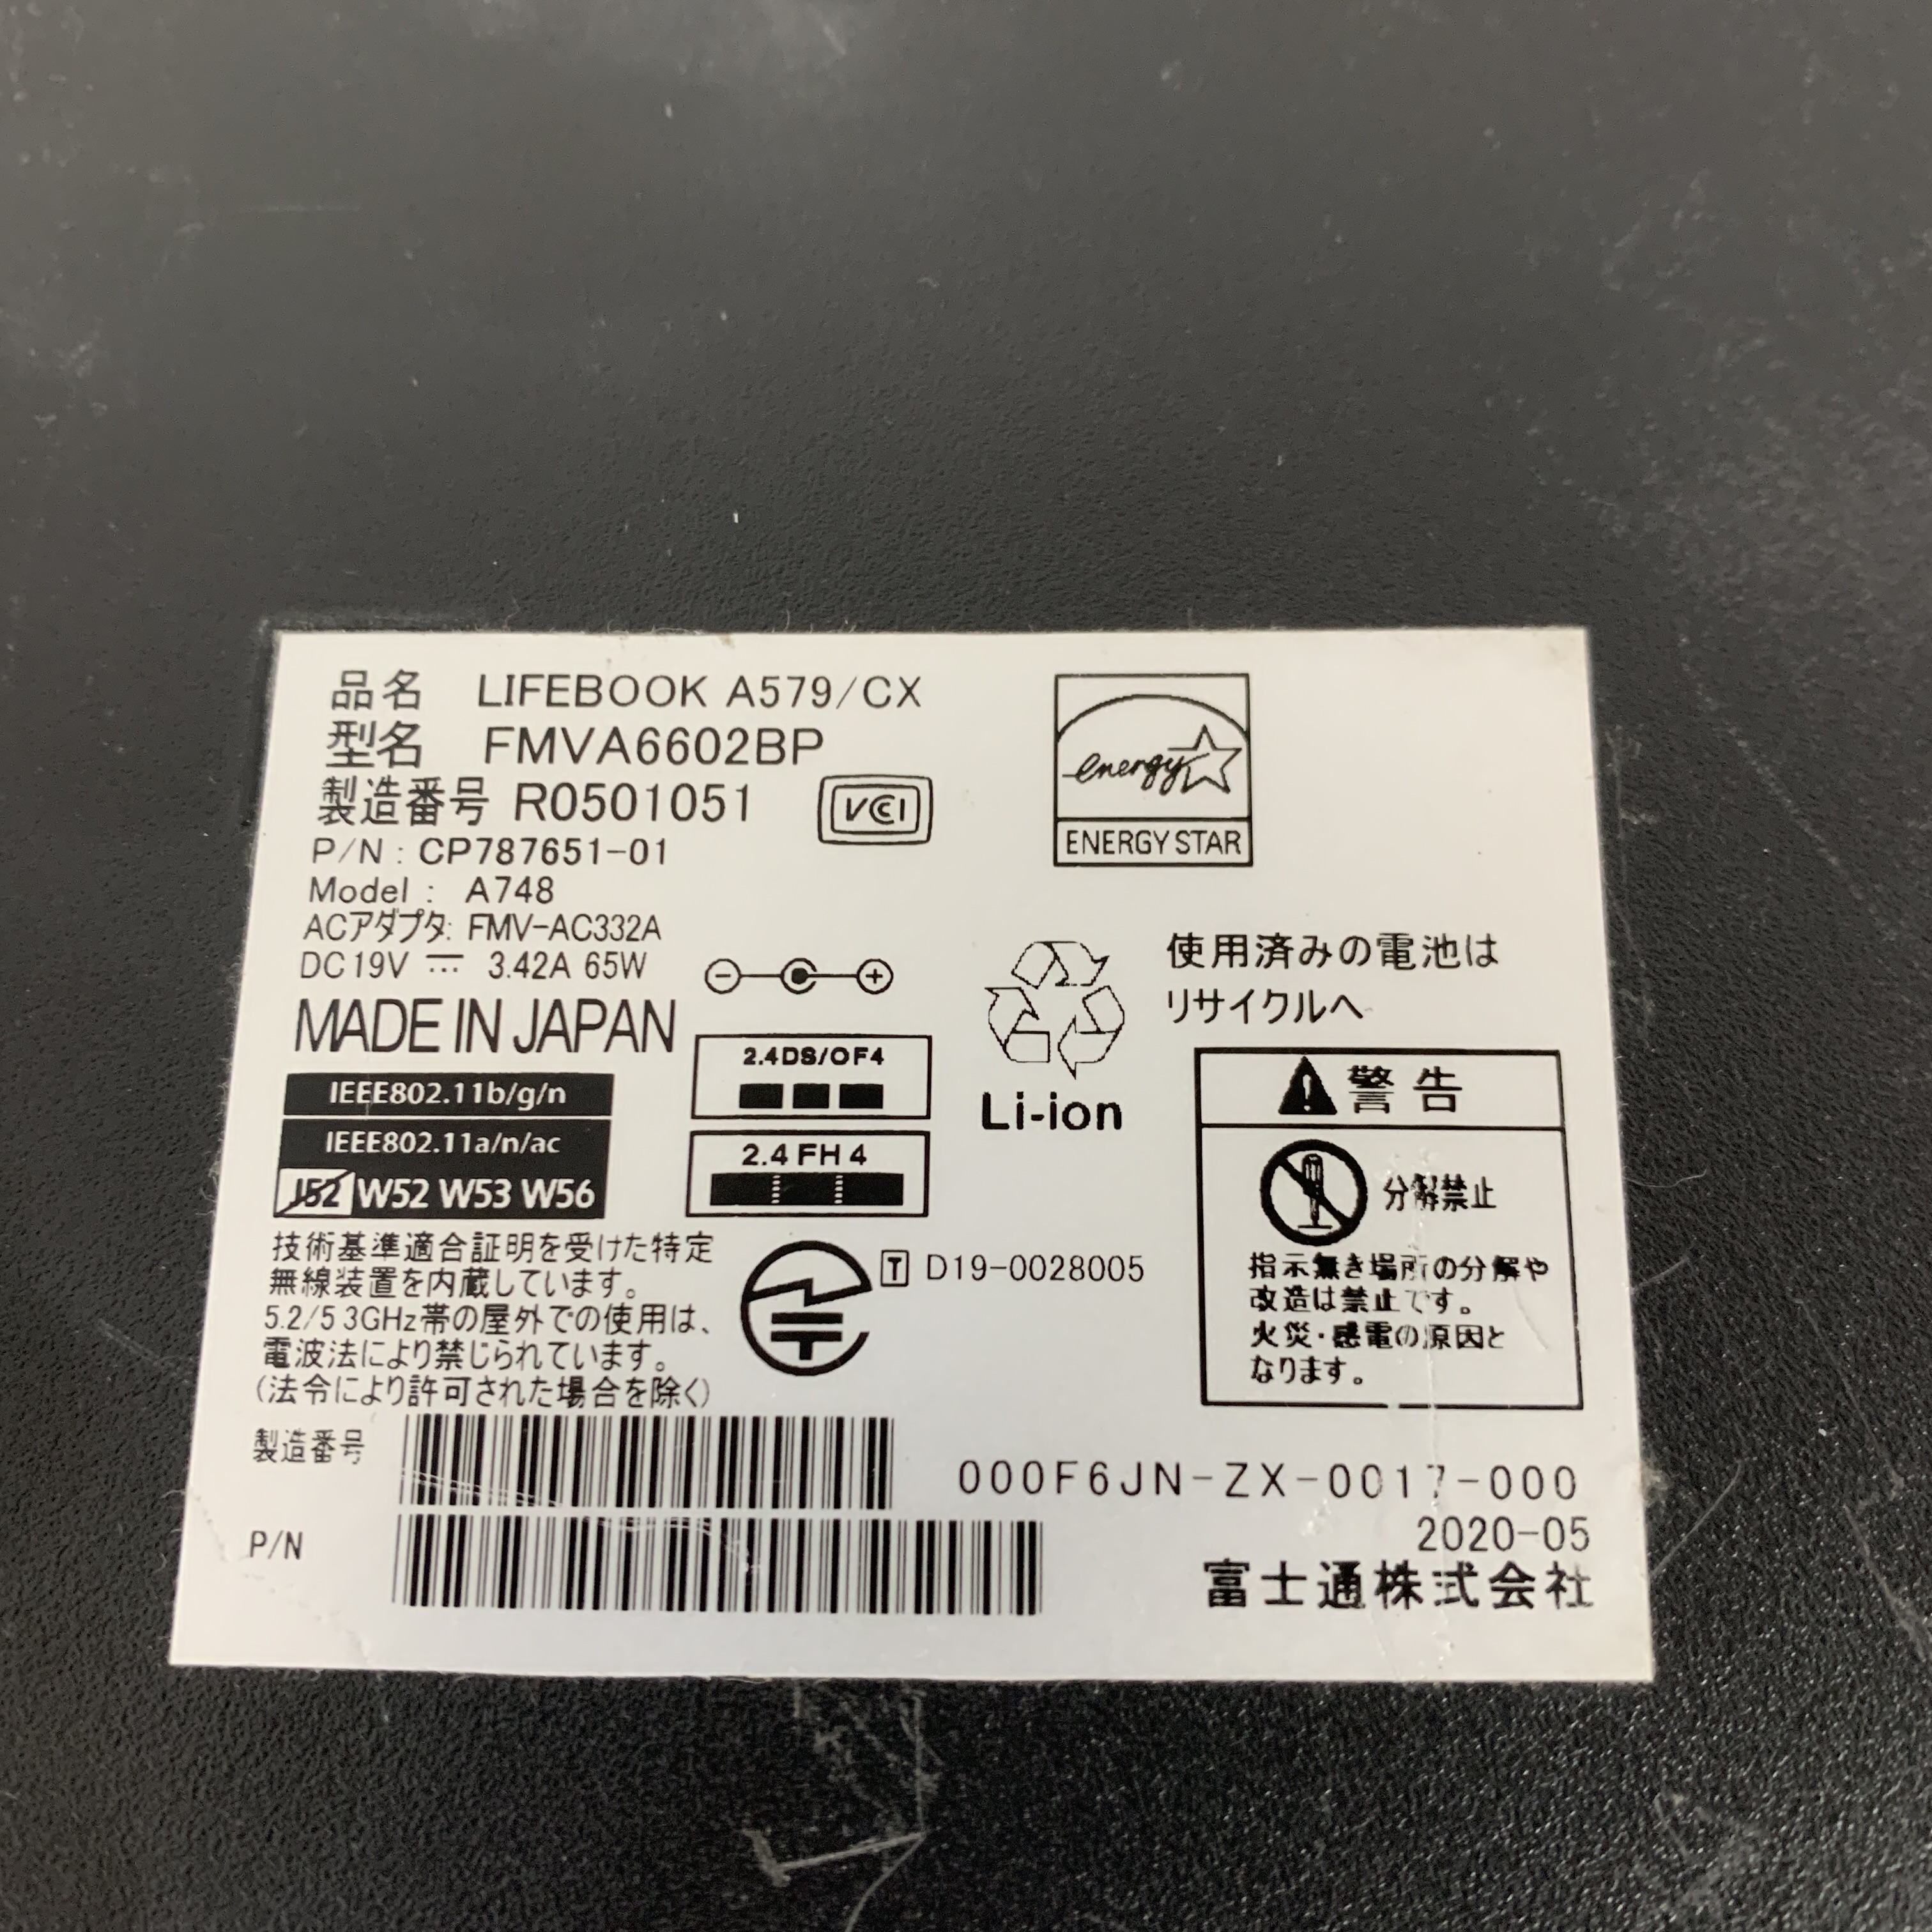 品名 LIFEBOOK A579/CX
型名 FMVA6602BP
製造番号 R0501051
VCCI
P/N : CP787651-01
Model : A748
ACアダプタ: FMV-AC332A
DC19V 3.42A 65W
MADE IN JAPAN
energy
ENERGY STAR
使用済みの電池は
リサイクルへ
Li-ion
2.4DS/OF4
2.4FH4
IEEE802.11b/g/n
IEEE802.11a/n/ac
J52 W52 W53 W56
警告
分解禁止
指示無き場所の分解や
改造は禁止です。
火災・感電の原因と
なります。
技術基準適合証明を受けた特定
無線装置を内蔵しています。
5.2/5.3GHz帯の屋外での使用は、
電波法により禁じられています。
(法令により許可された場合を除く)
T D19-0028005
製造番号
P/N
000F6JN-ZX-0017-000
2020-05
富士通株式会社